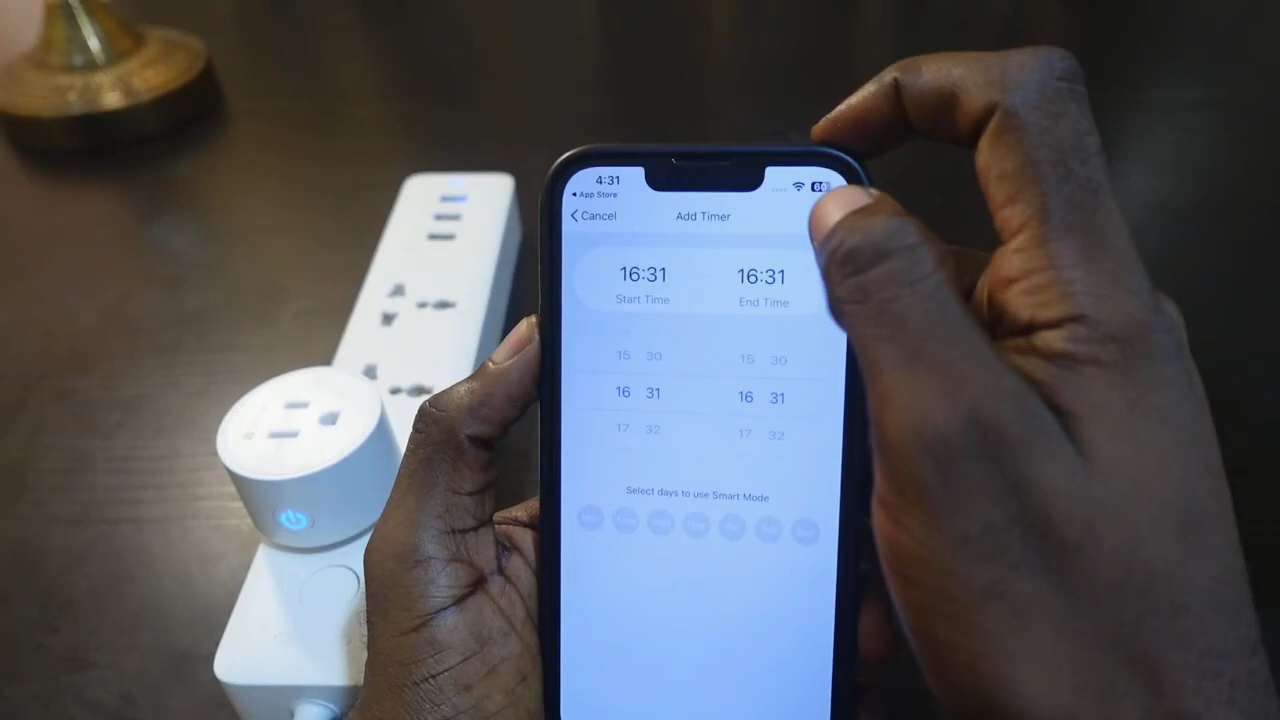 4:31
60
◀ App Store
Cancel
Add Timer
16:31
16:31
Start Time
End Time
15 30
15 30
16 31
16 31
17 32
17 32
Select days to use Smart Mode